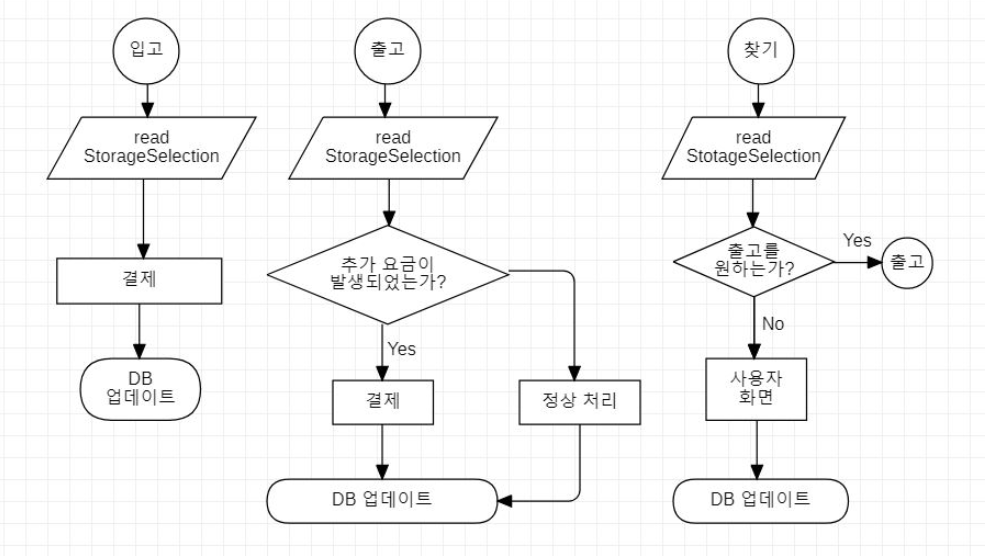 입고
read
StorageSelection
결제
DB
업데이트
출고
read
StorageSelection
추가 요금이
발생되었는가?
Yes
결제
정상 처리
DB 업데이트
찾기
read
StotageSelection
출고를
원하는가?
Yes
출고
No
사용자
화면
DB 업데이트